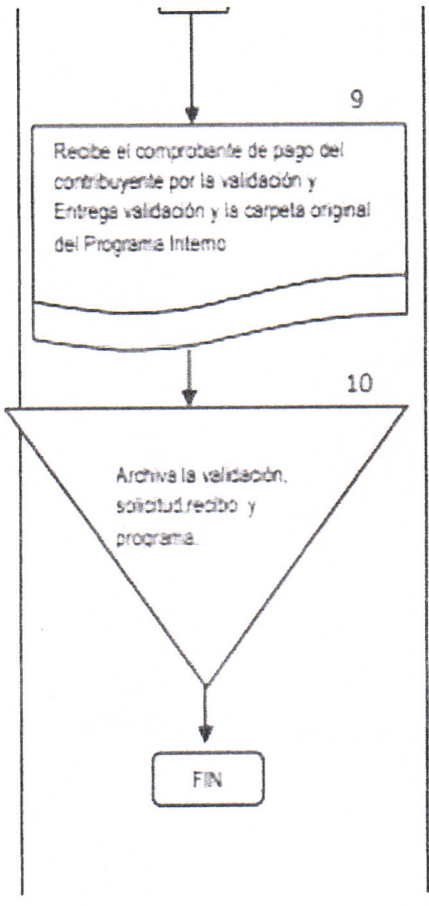 9
Recibe el comprobante de pago del
contribuyente por la validación y
Entrega validación y la carpeta original
del Programa Interno
10
Archiva la validación,
solicitud,recibo y
programa.
FIN